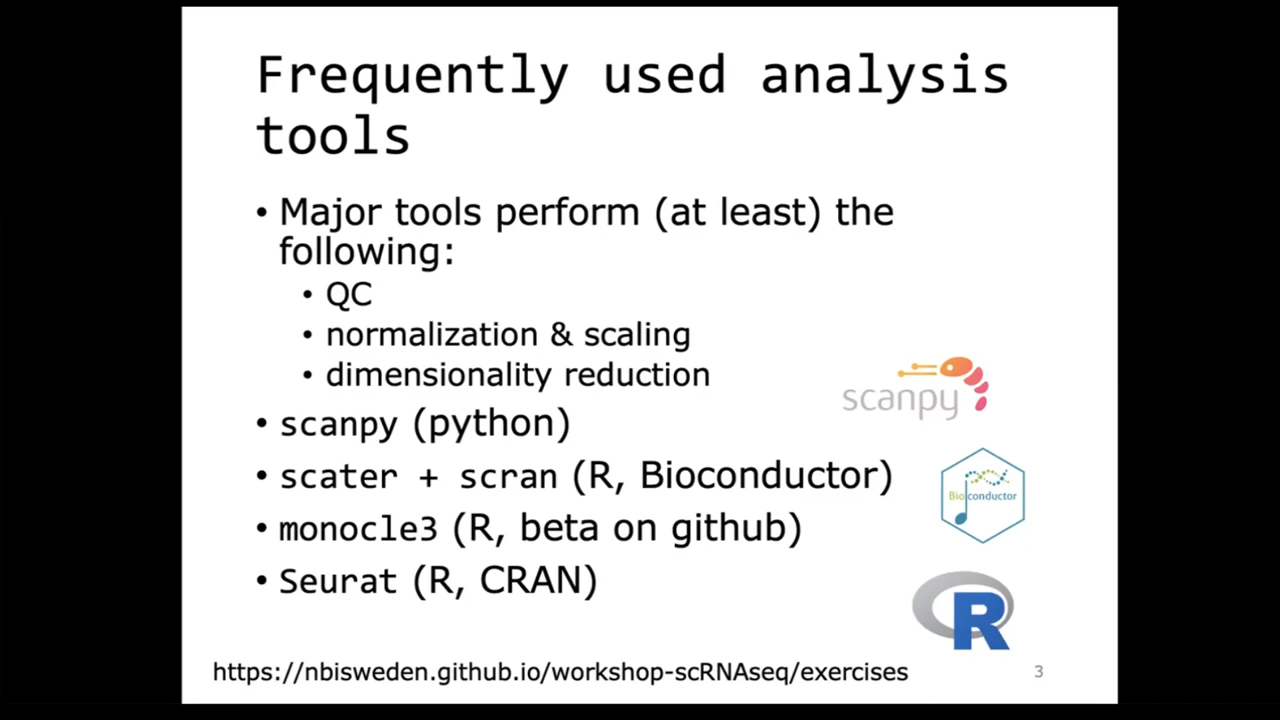 Frequently used analysis
tools
• Major tools perform (at least) the
following:
• QC
• normalization & scaling
• dimensionality reduction
scanpy
• scanpy (python)
• scater + scran (R, Bioconductor)
Bioconductor
• monocle3 (R, beta on github)
• Seurat (R, CRAN)
R
https://nbisweden.github.io/workshop-scRNAseq/exercises
3